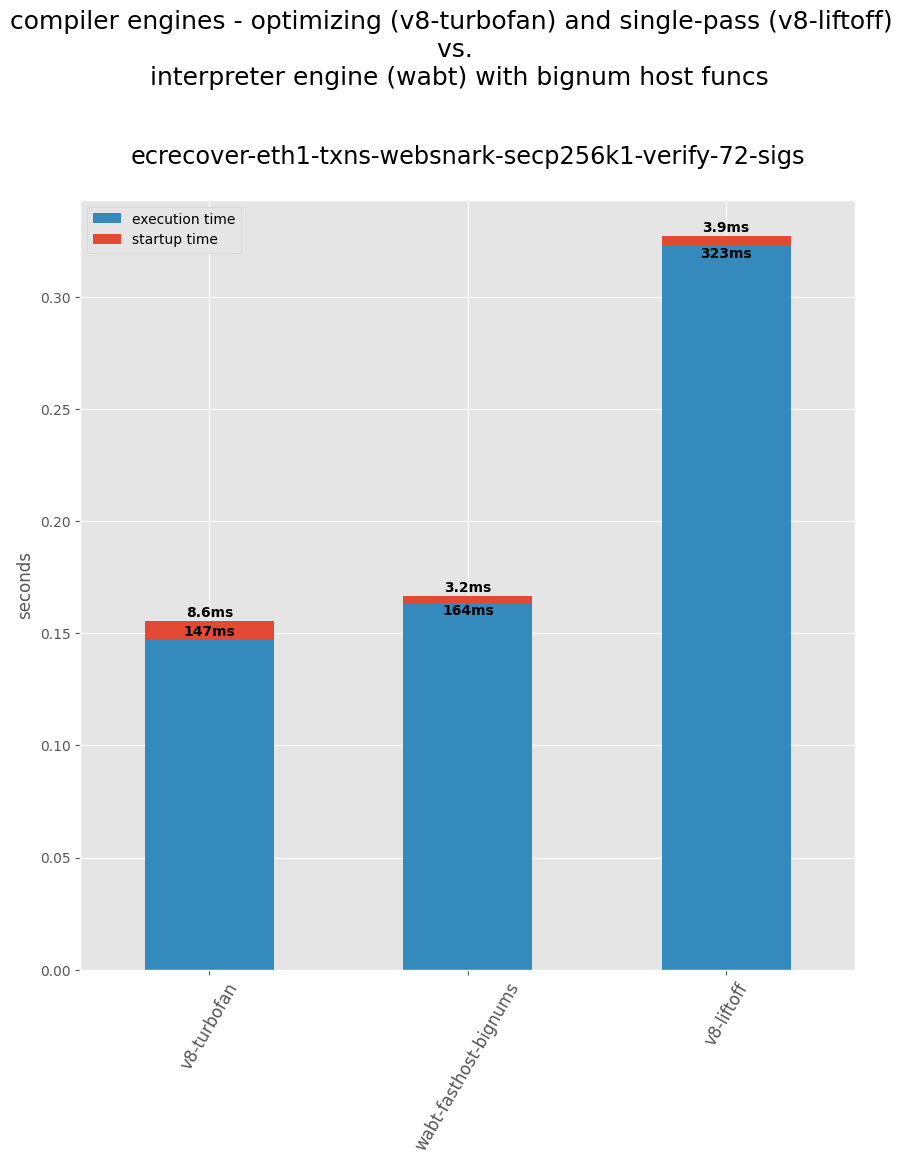 compiler engines - optimizing (v8-turbofan) and single-pass (v8-liftoff)
vs.
interpreter engine (wabt) with bignum host funcs
ecrecover-eth1-txns-websnark-secp256k1-verify-72-sigs
execution time
startup time
3.9ms
323ms
0.30
0.25
0.20
3.2ms
164ms
8.6ms
147ms
0.15
0.10
0.05
0.00
seconds
v8-turbofan
wabt-fasthost-bignums
v8-liftoff